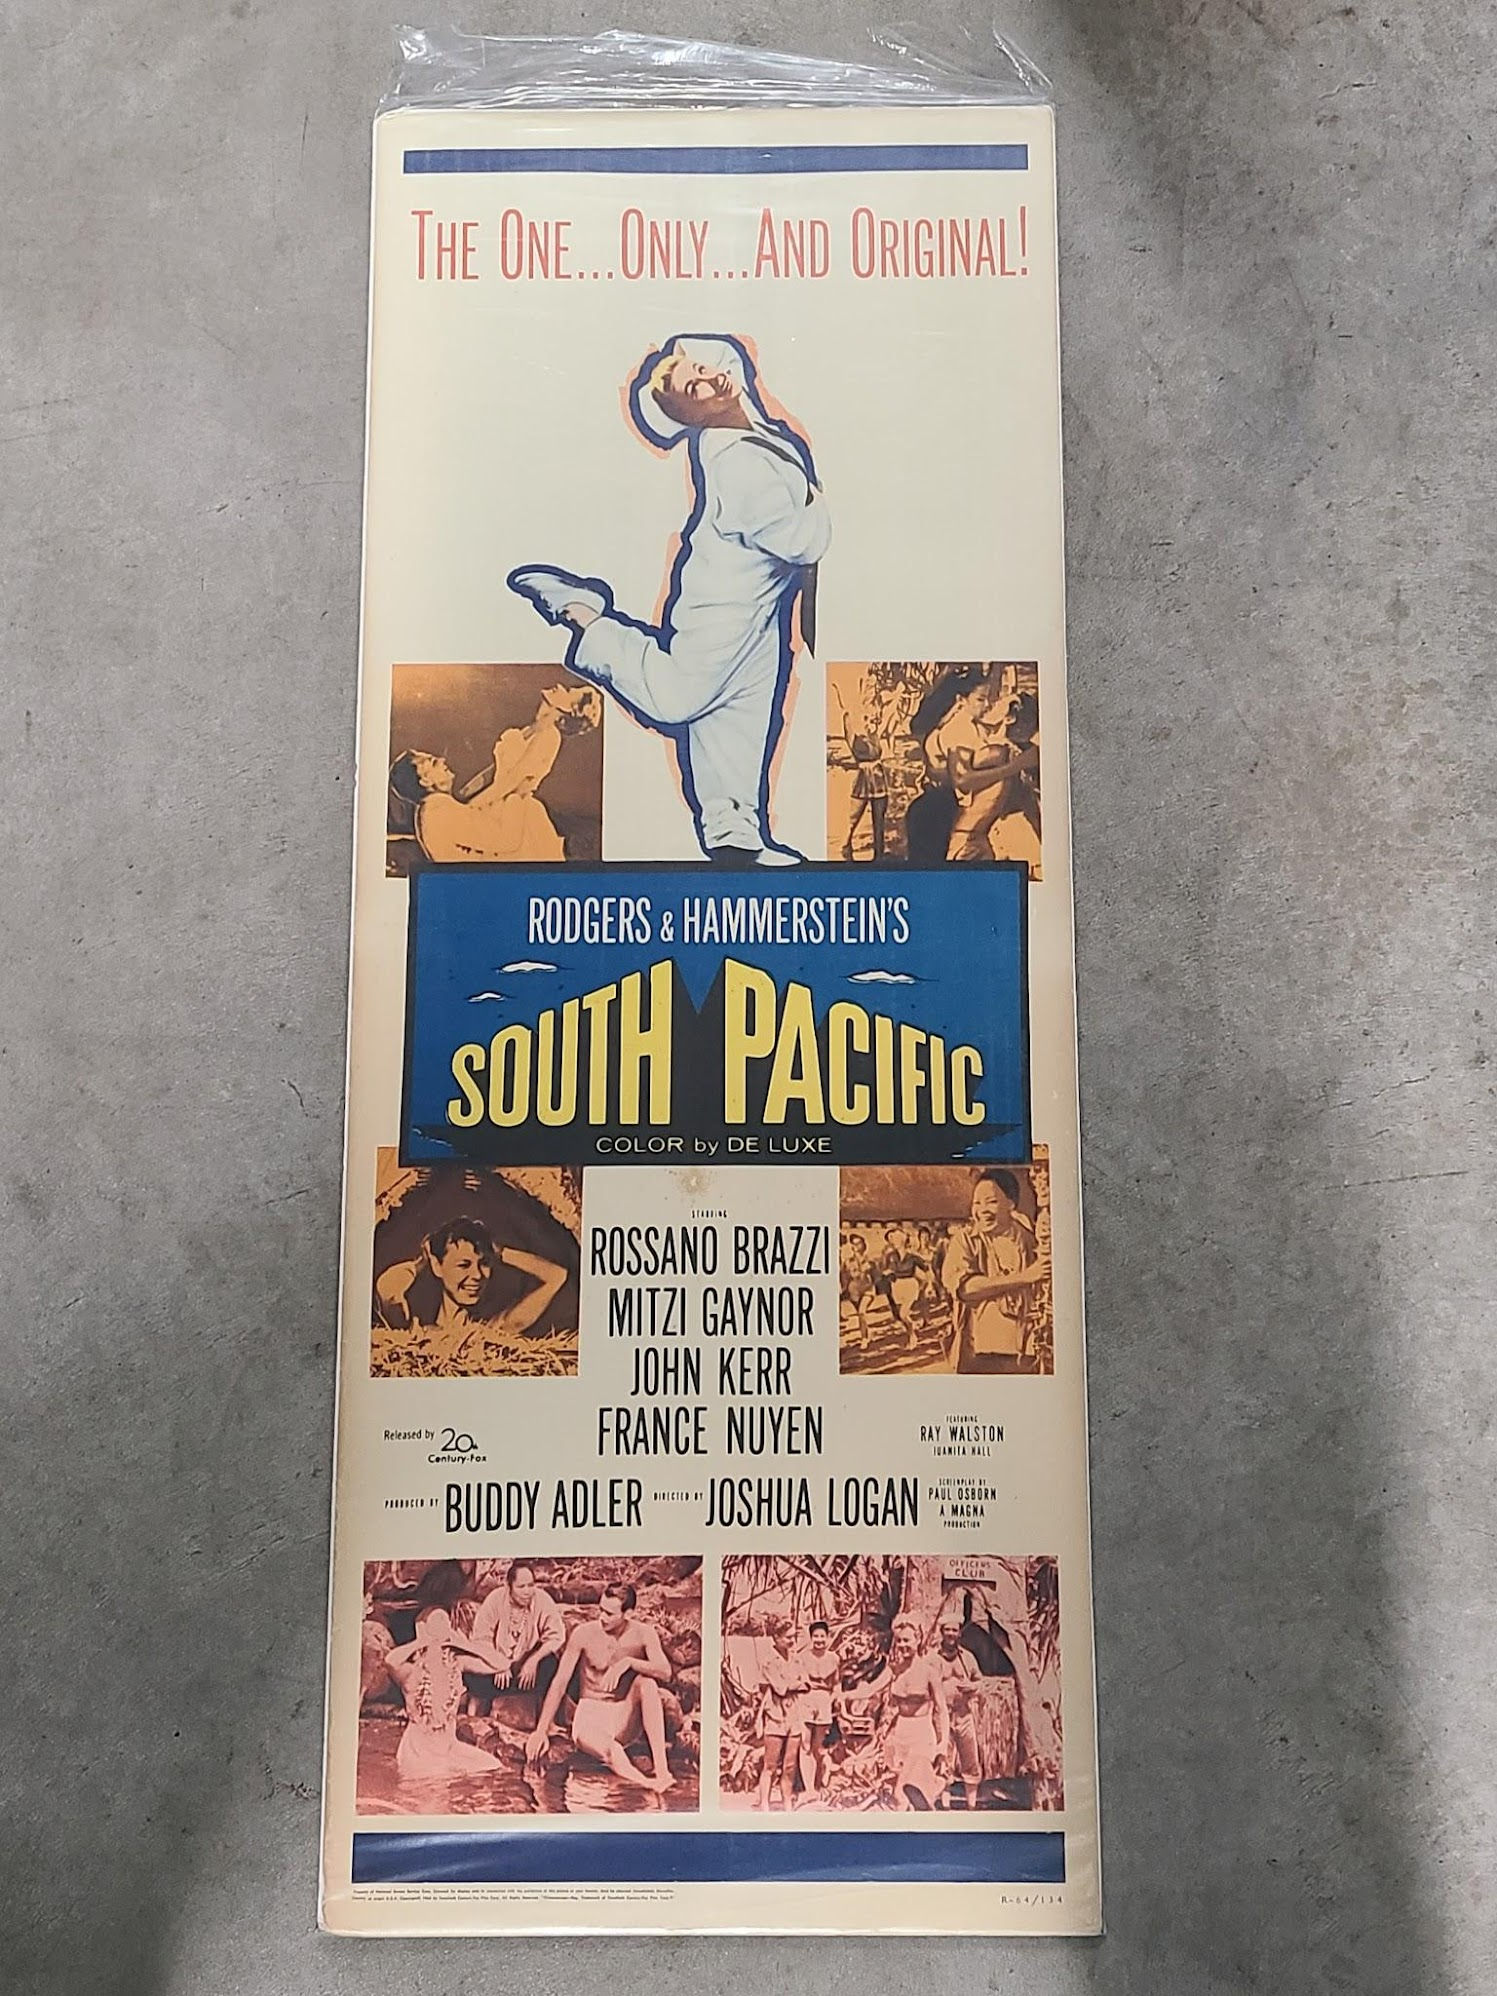 THE ONE...ONLY...AND ORIGINAL!
RODGERS & HAMMERSTEIN'S
SOUTH PACIFIC
COLOR by DE LUXE
STARRING
ROSSANO BRAZZI
MITZI GAYNOR
JOHN KERR
FRANCE NUYEN
Released by 20th
Century-Fox
FEATURING
RAY WALSTON
JUANITA HALL
PRODUCED BY BUDDY ADLER DIRECTED BY JOSHUA LOGAN
SCREENPLAY BY
PAUL OSBORN
A MAGNA
PRODUCTION
OFFICERS
CLUB
R-64/134